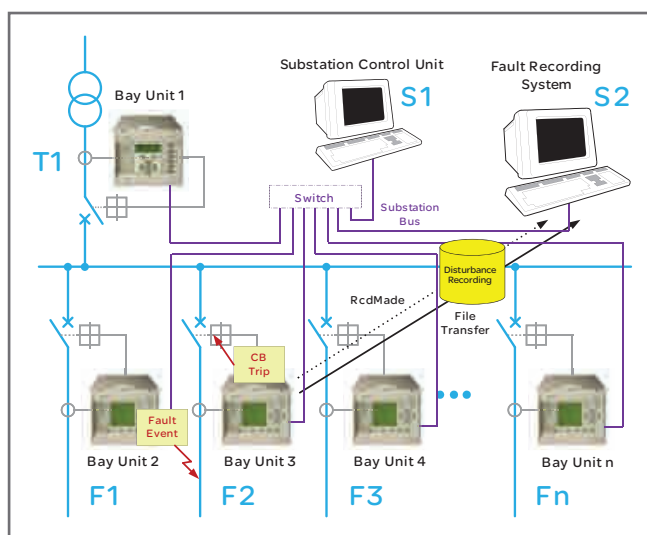 Substation Control Unit
S1
Fault Recording
System
S2
Bay Unit 1
T1
Switch
Substation
Bus
Disturbance
Recording
RcdMade
File
Transfer
CB
Trip
Fault
Event
Bay Unit 2
Bay Unit 3
Bay Unit 4
Bay Unit n
F1
F2
F3
Fn